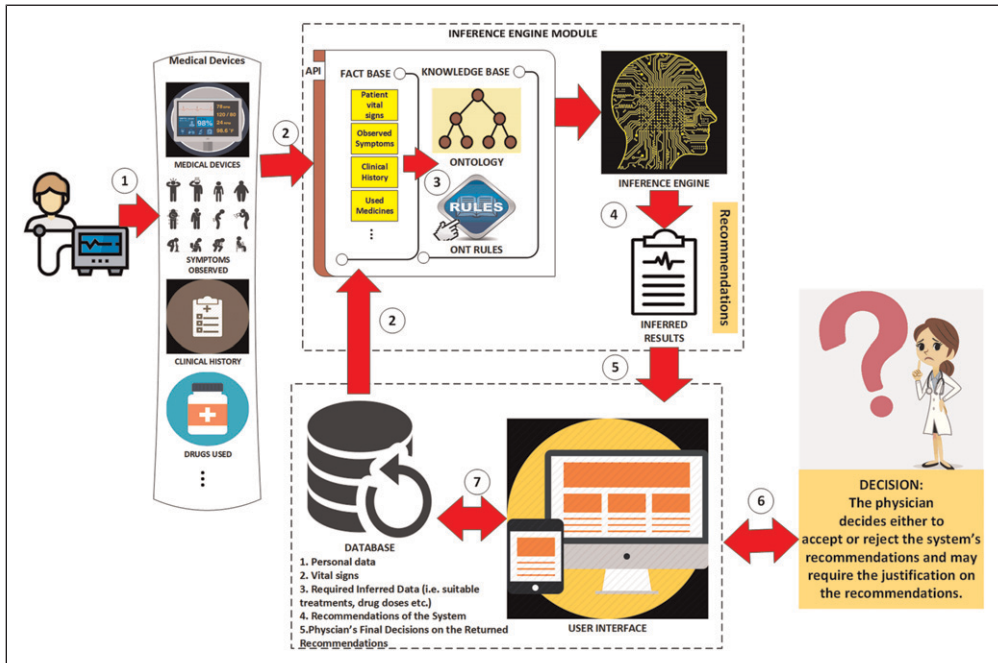 INFERENCE ENGINE MODULE
Medical Devices
MEDICAL DEVICES
SYMPTOMS
OBSERVED
CLINICAL HISTORY
DRUGS USED
1
2
API
FACT BASE
Patient
vital
signs
Observed
Symptoms
Clinical
History
Used
Medicines
3
KNOWLEDGE BASE
ONTOLOGY
RULES
ONT RULES
INFERENCE ENGINE
4
Recommendations
INFERRED
RESULTS
2
5
DATABASE
1. Personal data
2. Vital signs
3. Required Inferred Data (i.e. suitable
treatments, drug doses etc.)
4. Recommendations of the System
5.Physcian's Final Decisions on the Returned
Recommendations
7
USER INTERFACE
6
DECISION:
The physician
decides either to
accept or reject the system's
recommendations and may
require the justification on
the recommendations.